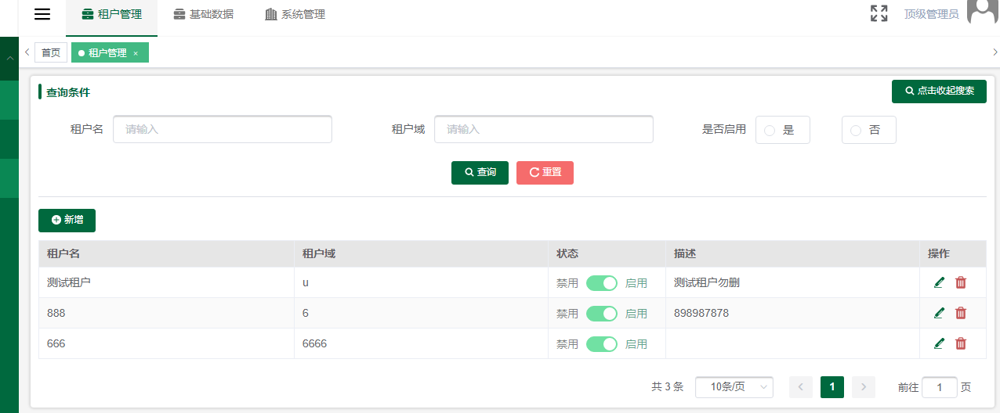 租户管理 基础数据 系统管理 顶级管理员
首页 租户管理 ×
查询条件 点击收起搜索
租户名 请输入 租户域 请输入 是否启用 是 否
查询 重置
新增
租户名 租户域 状态 描述 操作
测试租户 u 禁用 启用 测试租户勿删
888 6 禁用 启用 898987878
666 6666 禁用 启用
共 3 条 10条/页 1 前往 1 页